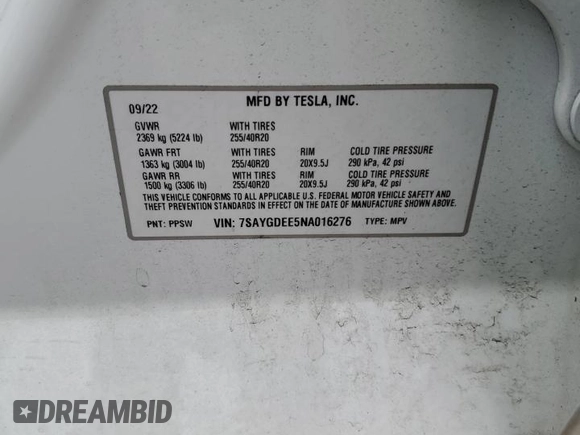 09/22 MFD BY TESLA, INC.
GVWR WITH TIRES
2369 kg (5224 lb) 255/40R20
GAWR FRT WITH TIRES RIM COLD TIRE PRESSURE
1363 kg (3004 lb) 255/40R20 20X9.5J 290 kPa, 42 psi
GAWR RR WITH TIRES RIM COLD TIRE PRESSURE
1500 kg (3306 lb) 255/40R20 20X9.5J 290 kPa, 42 psi
THIS VEHICLE CONFORMS TO ALL APPLICABLE U.S. FEDERAL MOTOR VEHICLE SAFETY AND
THEFT PREVENTION STANDARDS IN EFFECT ON THE DATE OF MANUFACTURE SHOWN ABOVE.
PNT: PPSW VIN: 7SAYGDEE5NA016276 TYPE: MPV
DREAMBID